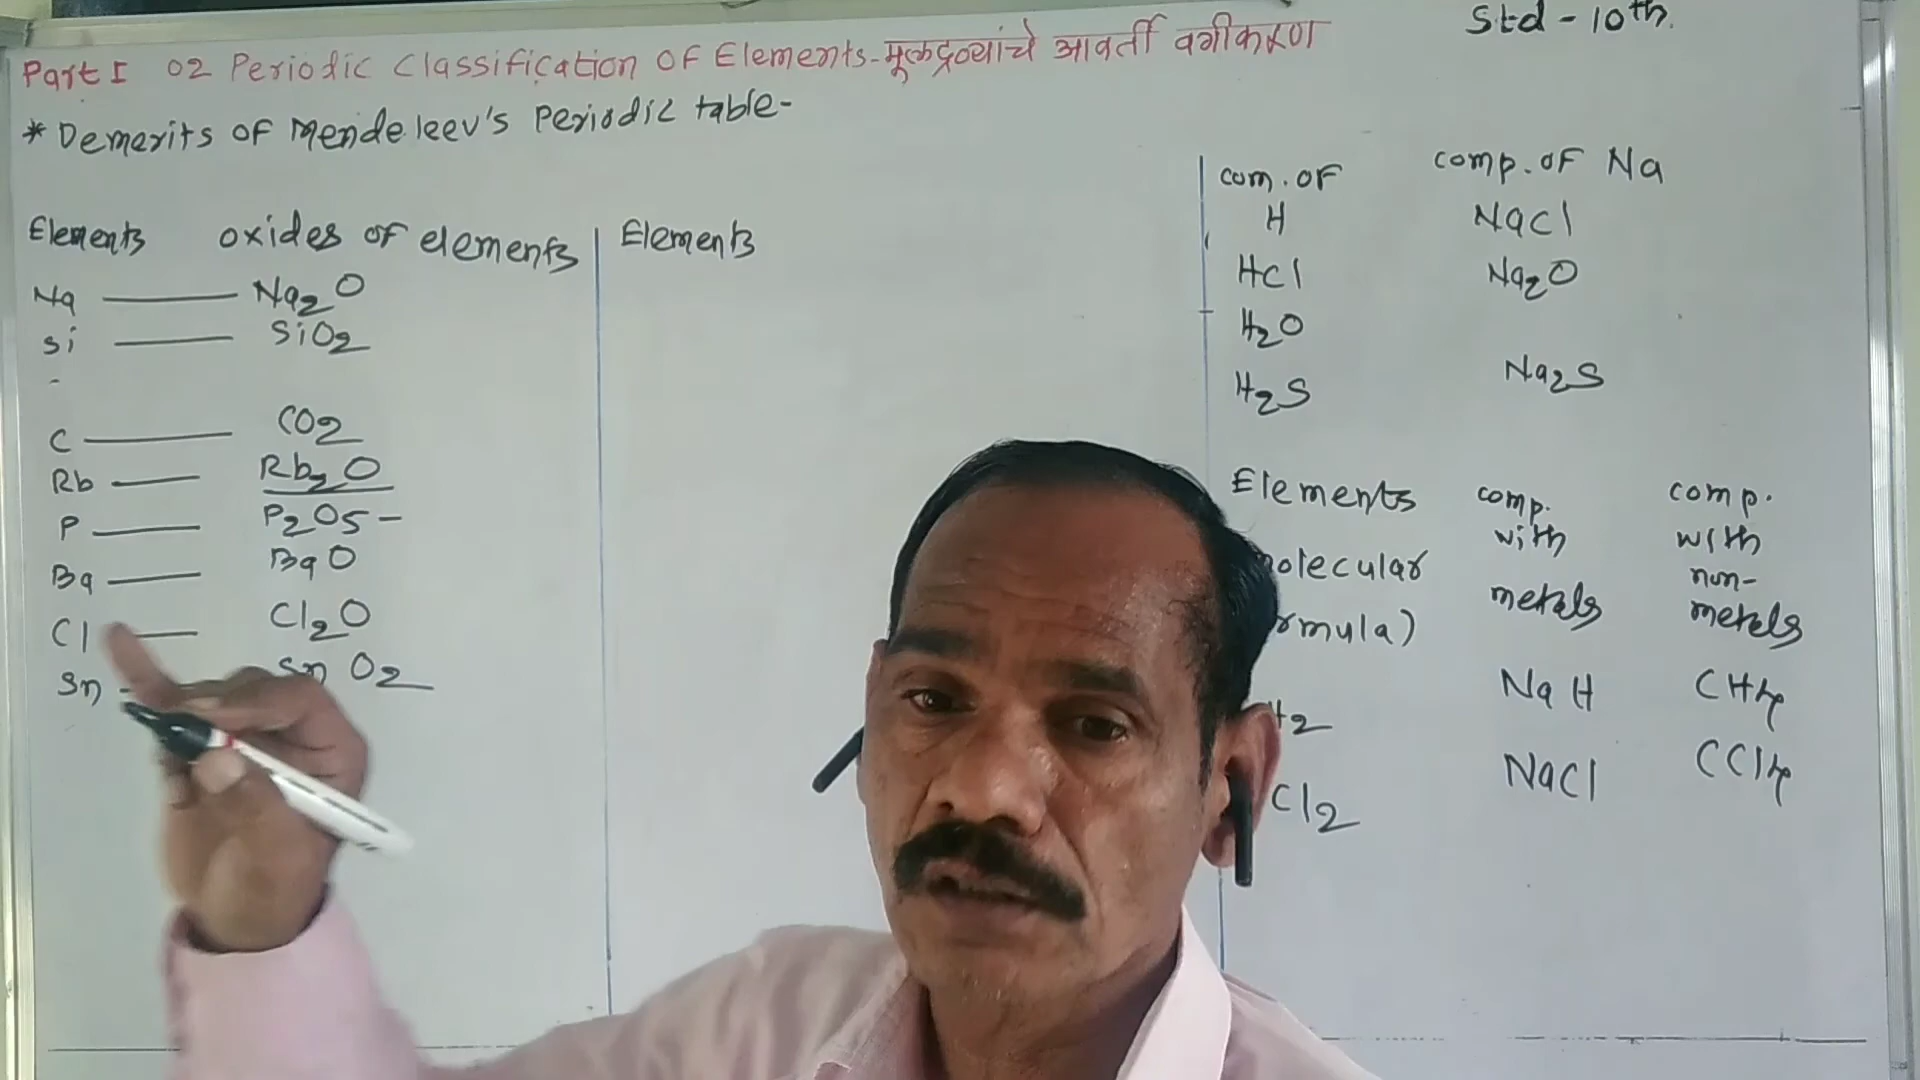 Std - 10th.
Part I 02 Periodic Classification OF Elements - मूलद्रव्यांचे आवर्ती वर्गीकरण
* Demerits of Mendeleev's Periodic table-
Elements oxides of elements
Na — Na2O
Si — SiO2
-
C — CO2
Rb — Rb2O
P — P2O5 -
Ba — BaO
Cl — Cl2O
Sn - SnO2
Elements
com. OF H comp. OF Na
HCl NaCl
H2O Na2O
H2S Na2S
Elements comp. with metals comp. with non-metals
H2 NaH CH4
Cl2 NaCl CCl4